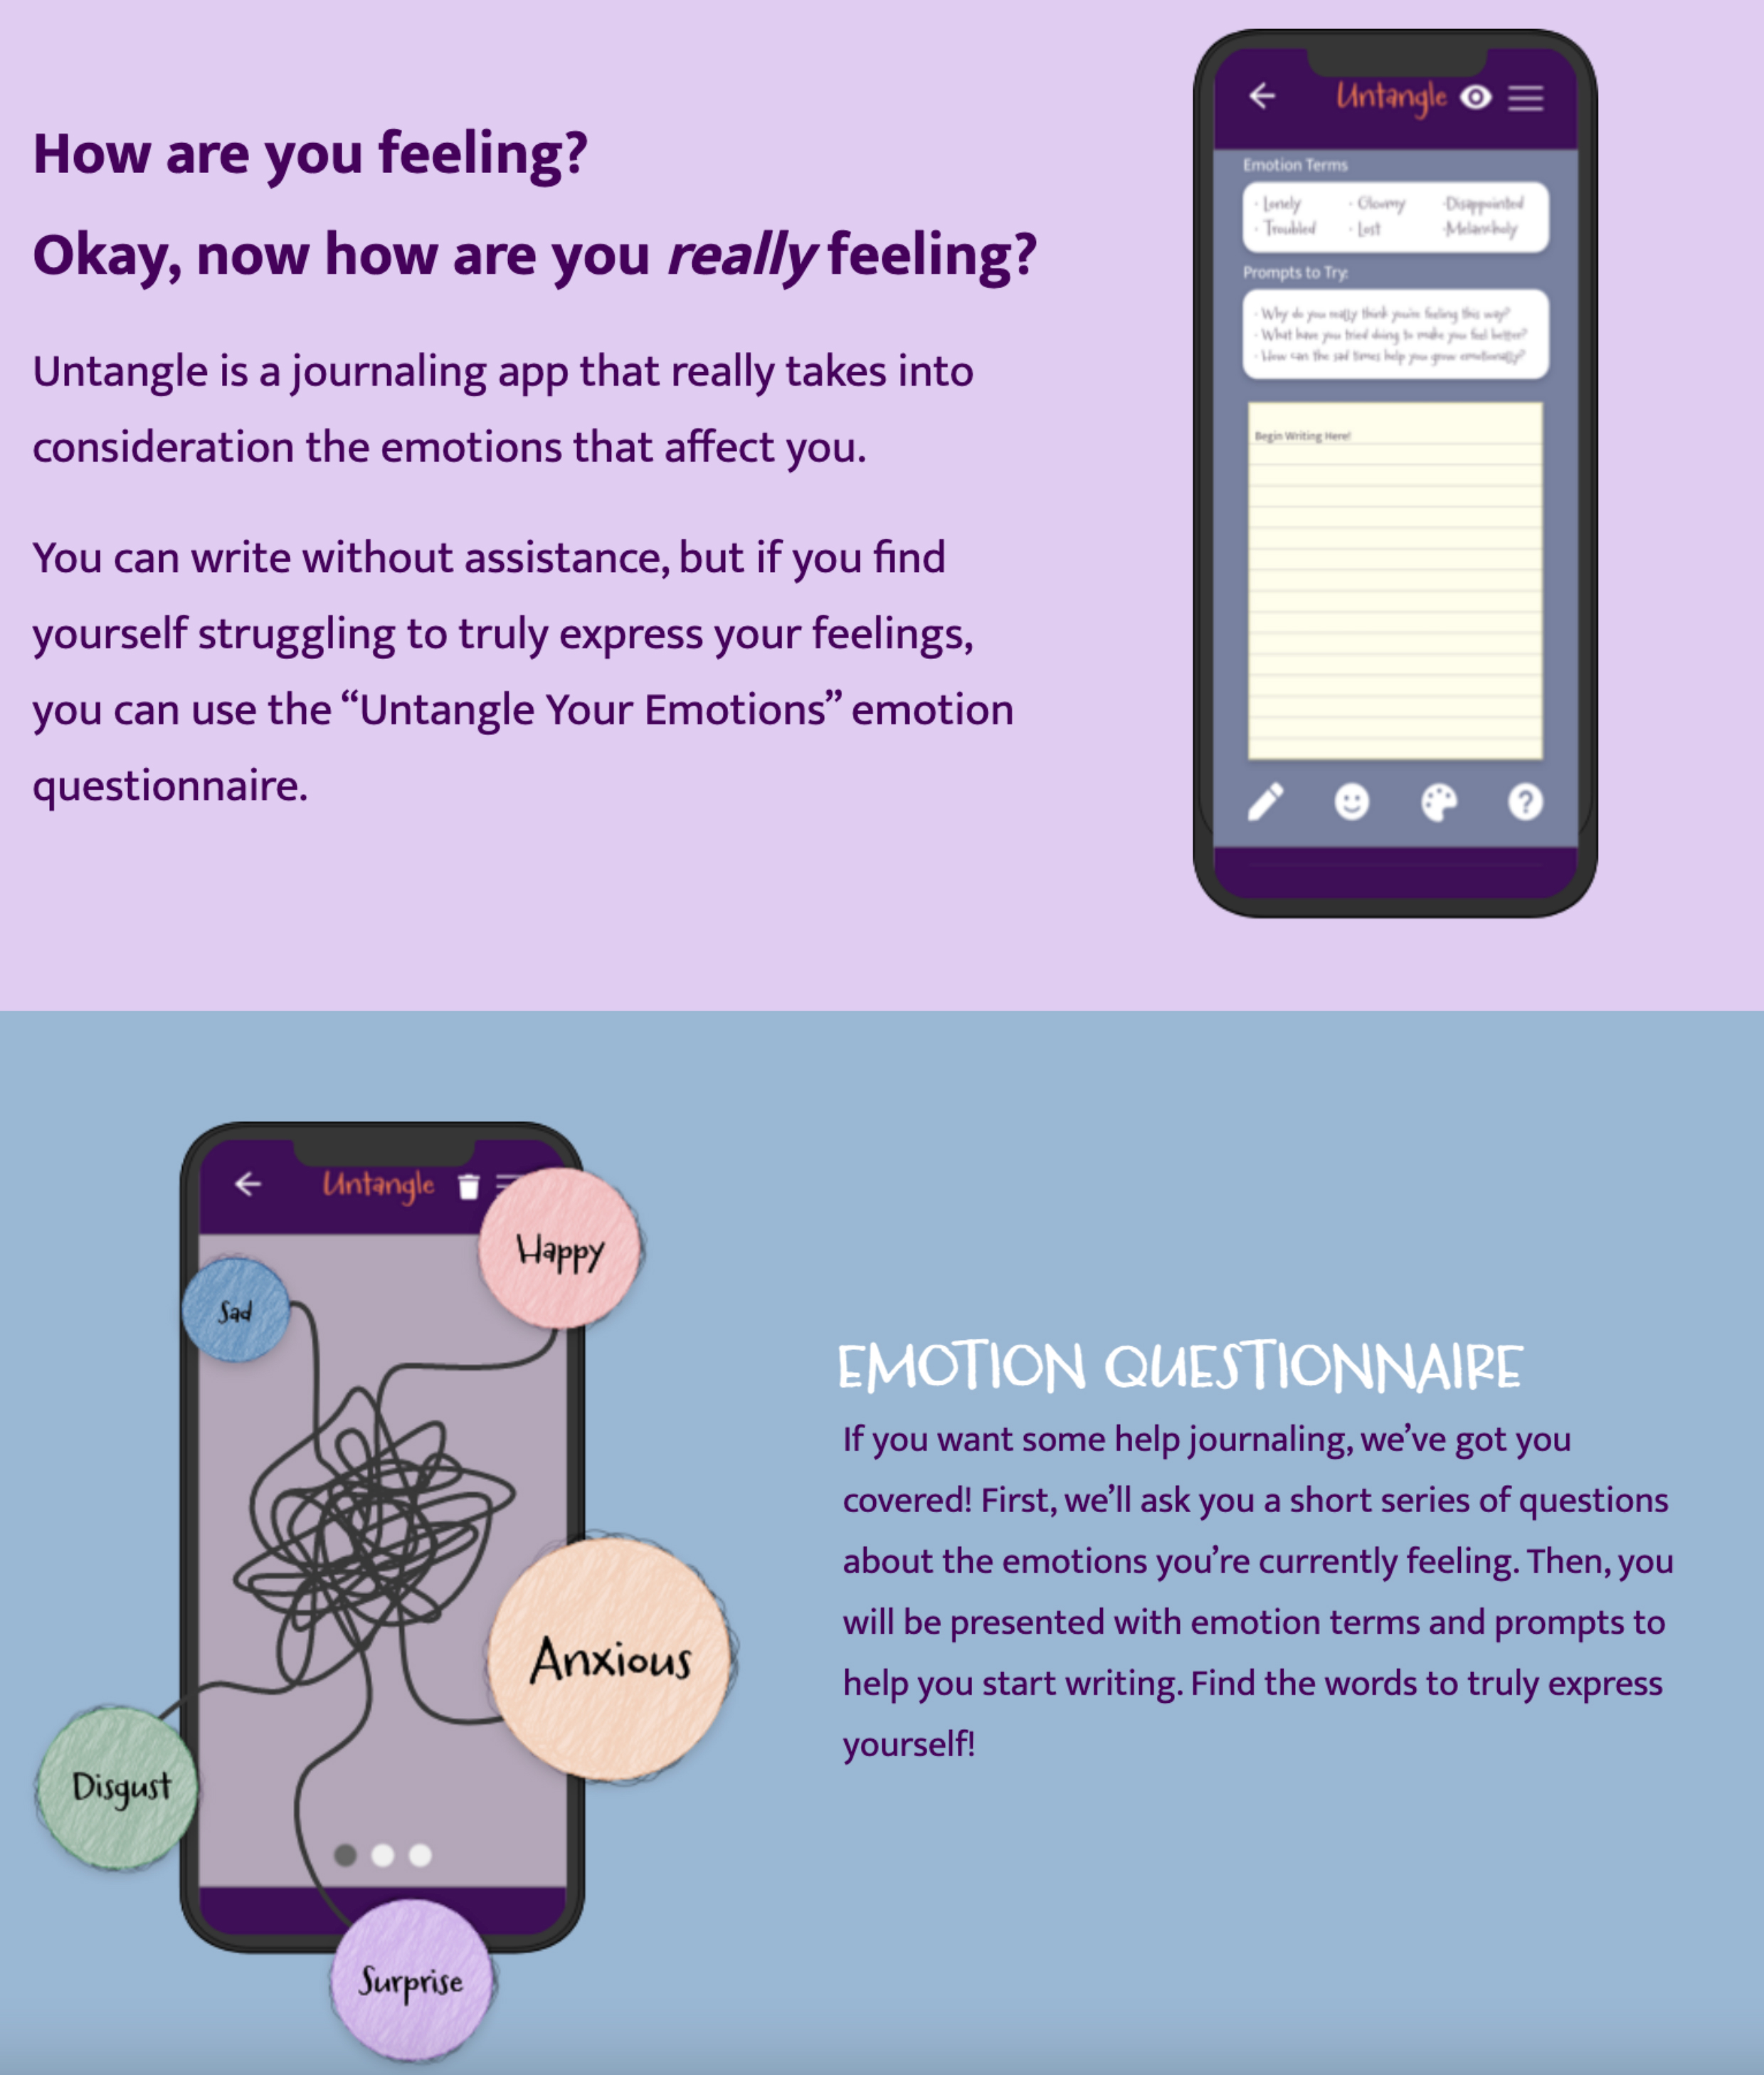 How are you feeling?
Okay, now how are you really feeling?
Untangle is a journaling app that really takes into
consideration the emotions that affect you.
You can write without assistance, but if you find
yourself struggling to truly express your feelings,
you can use the “Untangle Your Emotions” emotion
questionnaire.
Untangle
Emotion Terms
· Lonely · Gloomy ·Disappointed
· Troubled · Lost ·Melancholy
Prompts to Try:
· Why do you really think you're feeling this way?
· What have you tried doing to make you feel better?
· How can the sad times help you grow emotionally?
Begin Writing Here!
Untangle
Happy
Sad
Anxious
Disgust
Surprise
EMOTION QUESTIONNAIRE
If you want some help journaling, we’ve got you
covered! First, we’ll ask you a short series of questions
about the emotions you’re currently feeling. Then, you
will be presented with emotion terms and prompts to
help you start writing. Find the words to truly express
yourself!